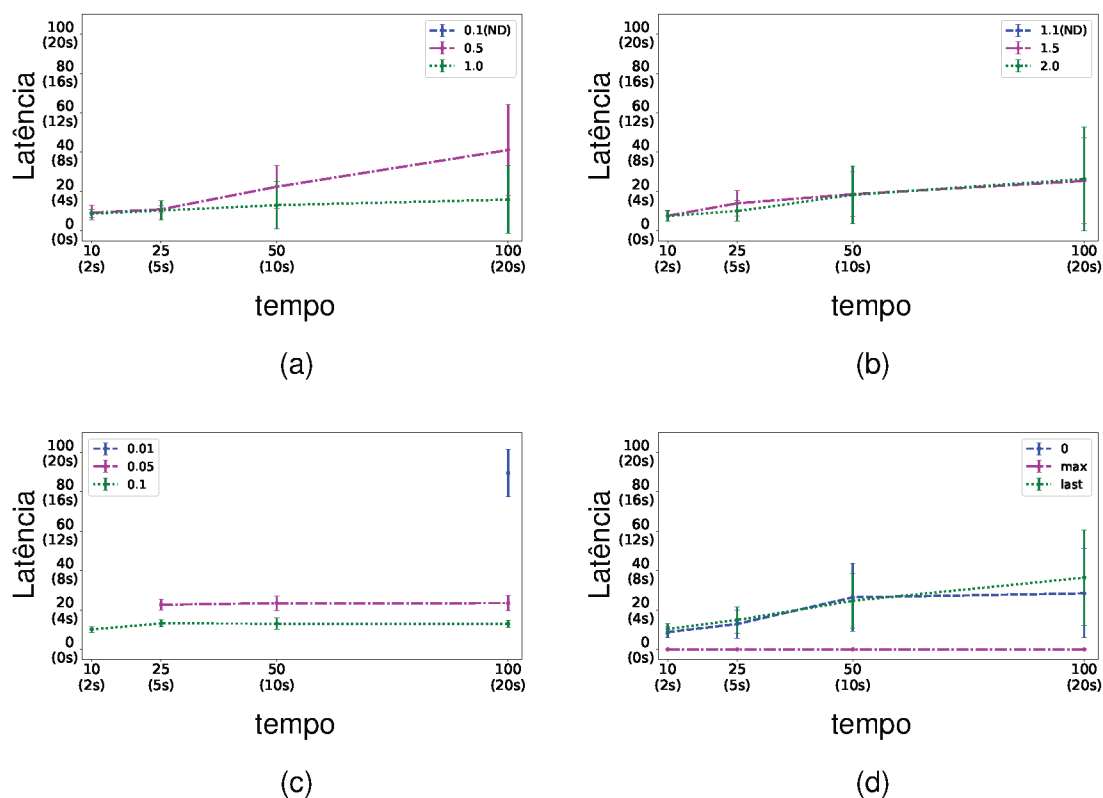 100
(20s)
80
(16s)
60
(12s)
40
(8s)
20
(4s)
0
(0s)
Latência
0.1(ND)
0.5
1.0
10
(2s)
25
(5s)
50
(10s)
100
(20s)
tempo
(a)
100
(20s)
80
(16s)
60
(12s)
40
(8s)
20
(4s)
0
(0s)
Latência
1.1(ND)
1.5
2.0
10
(2s)
25
(5s)
50
(10s)
100
(20s)
tempo
(b)
100
(20s)
80
(16s)
60
(12s)
40
(8s)
20
(4s)
0
(0s)
Latência
0.01
0.05
0.1
10
(2s)
25
(5s)
50
(10s)
100
(20s)
tempo
(c)
100
(20s)
80
(16s)
60
(12s)
40
(8s)
20
(4s)
0
(0s)
Latência
0
max
last
10
(2s)
25
(5s)
50
(10s)
100
(20s)
tempo
(d)